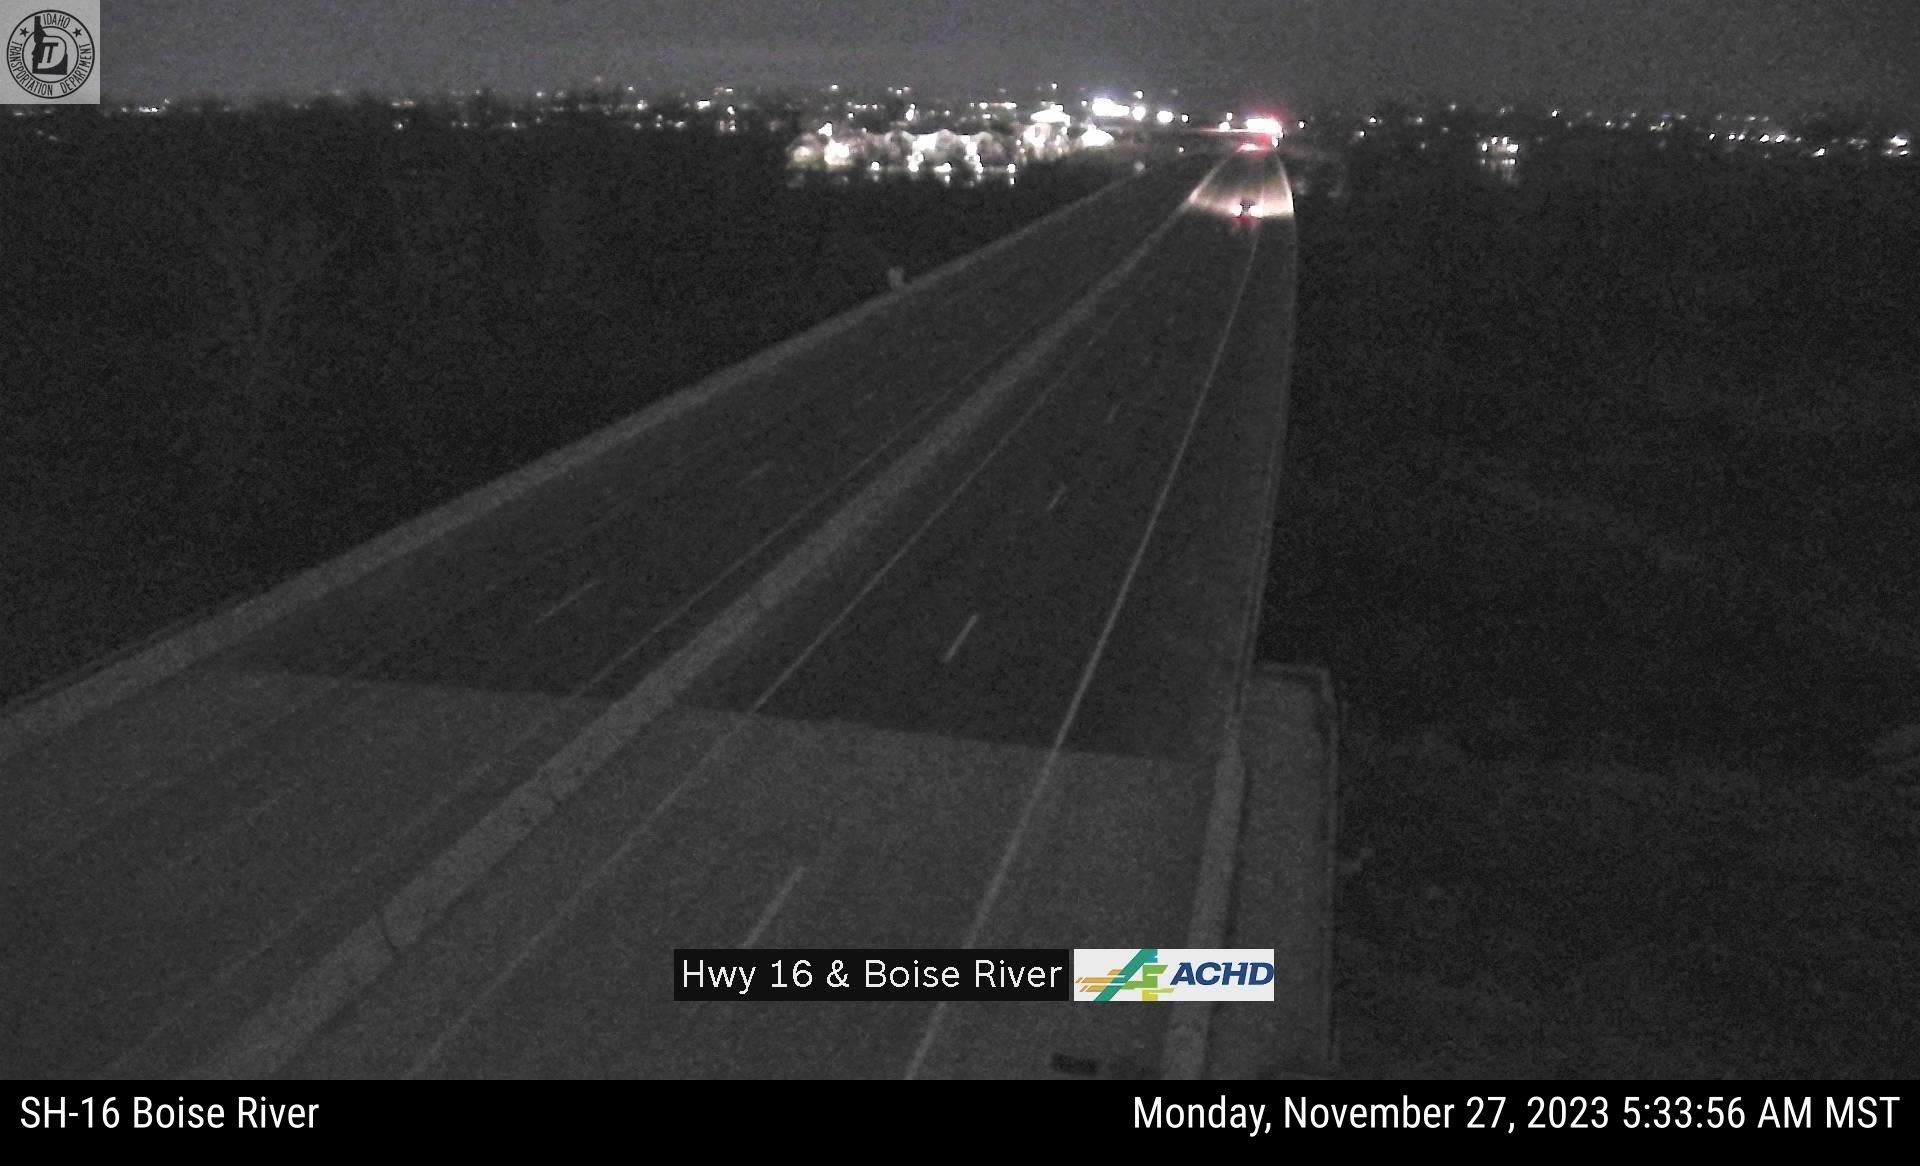 IDAHO
TRANSPORTATION DEPARTMENT
Hwy 16 & Boise River
ACHD
SH-16 Boise River
Monday, November 27, 2023 5:33:56 AM MST